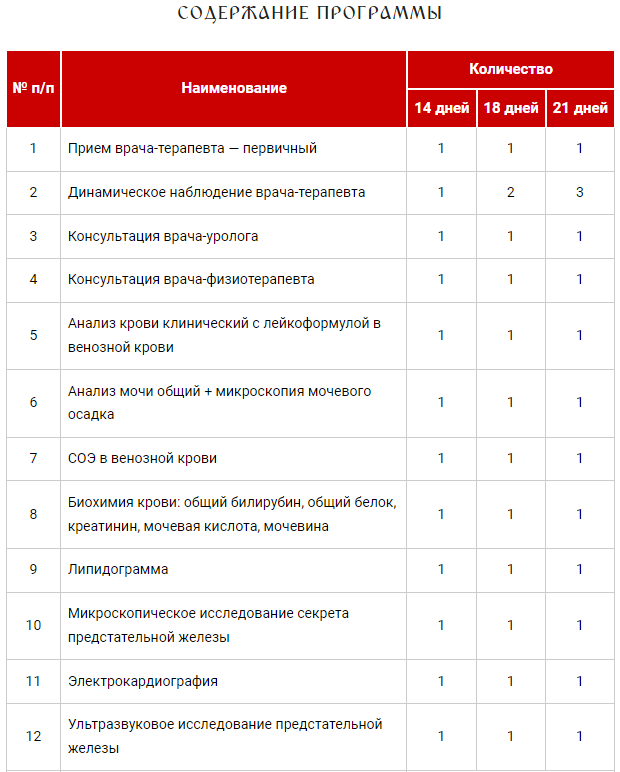 СОДЕРЖАНИЕ ПРОГРАММЫ
№ п/п Наименование Количество
14 дней 18 дней 21 дней
1 Прием врача-терапевта — первичный 1 1 1
2 Динамическое наблюдение врача-терапевта 1 2 3
3 Консультация врача-уролога 1 1 1
4 Консультация врача-физиотерапевта 1 1 1
5 Анализ крови клинический с лейкоформулой в
венозной крови 1 1 1
6 Анализ мочи общий + микроскопия мочевого
осадка 1 1 1
7 СОЭ в венозной крови 1 1 1
8 Биохимия крови: общий билирубин, общий белок,
креатинин, мочевая кислота, мочевина 1 1 1
9 Липидограмма 1 1 1
10 Микроскопическое исследование секрета
предстательной железы 1 1 1
11 Электрокардиография 1 1 1
12 Ультразвуковое исследование предстательной
железы 1 1 1